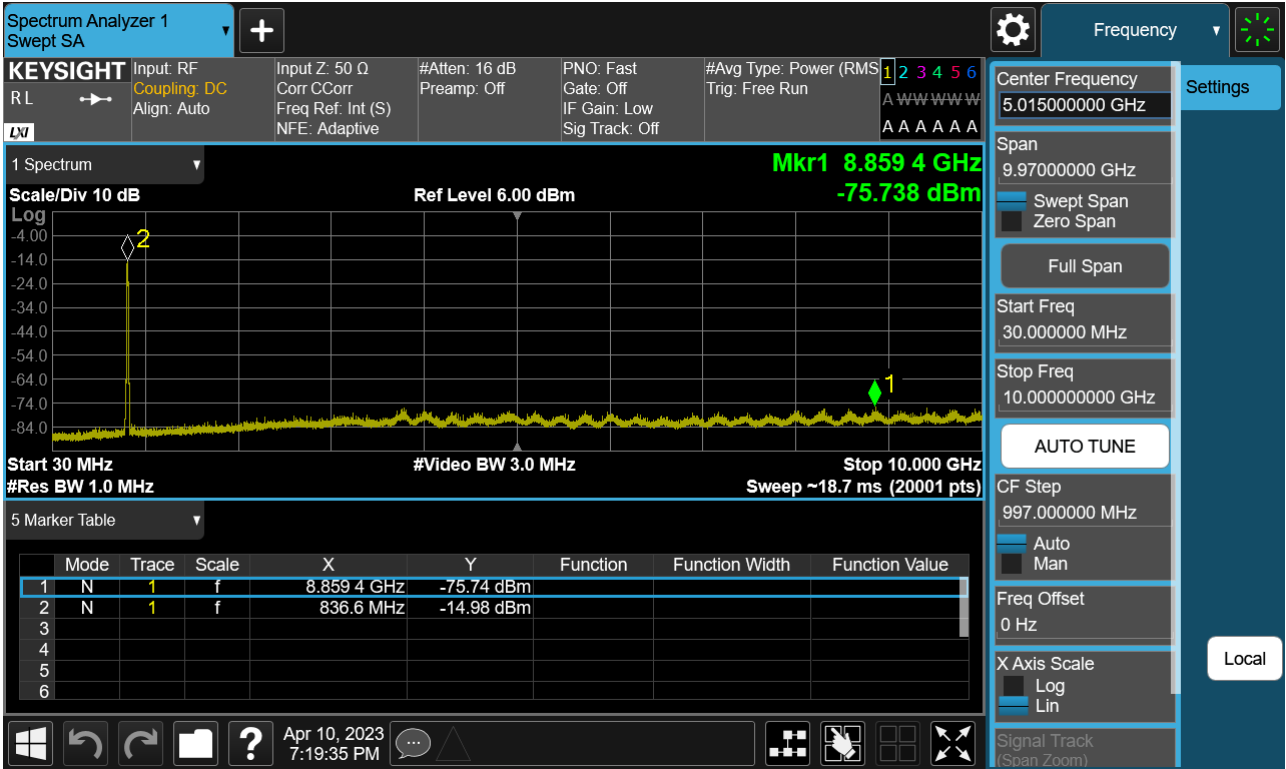 Spectrum Analyzer 1
Swept SA
+
Frequency
KEYSIGHT
R L
LXI
Input: RF
Coupling: DC
Align: Auto
Input Z: 50 Ω
Corr CCorr
Freq Ref: Int (S)
NFE: Adaptive
#Atten: 16 dB
Preamp: Off
PNO: Fast
Gate: Off
IF Gain: Low
Sig Track: Off
#Avg Type: Power (RMS
Trig: Free Run
1 2 3 4 5 6
A W W W W W
A A A A A A
1 Spectrum
Mkr1 8.859 4 GHz
-75.738 dBm
Scale/Div 10 dB
Ref Level 6.00 dBm
Log
-4.00
-14.0
-24.0
-34.0
-44.0
-54.0
-64.0
-74.0
-84.0
2
1
Start 30 MHz
#Video BW 3.0 MHz
Stop 10.000 GHz
#Res BW 1.0 MHz
Sweep ~18.7 ms (20001 pts)
5 Marker Table
Mode Trace Scale X Y Function Function Width Function Value
1 N 1 f 8.859 4 GHz -75.74 dBm
2 N 1 f 836.6 MHz -14.98 dBm
3
4
5
6
?
Apr 10, 2023
7:19:35 PM
Center Frequency
5.015000000 GHz
Span
9.97000000 GHz
Swept Span
Zero Span
Full Span
Start Freq
30.000000 MHz
Stop Freq
10.000000000 GHz
AUTO TUNE
CF Step
997.000000 MHz
Auto
Man
Freq Offset
0 Hz
X Axis Scale
Log
Lin
Signal Track
(Span Zoom)
Settings
Local